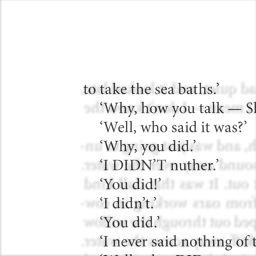 to take the sea baths.’
‘Why, how you talk —
‘Well, who said it was?’
‘Why, you did.’
‘I DIDN’T nuther.’
‘You did!’
‘I didn’t.’
‘You did.’
‘I never said nothing of